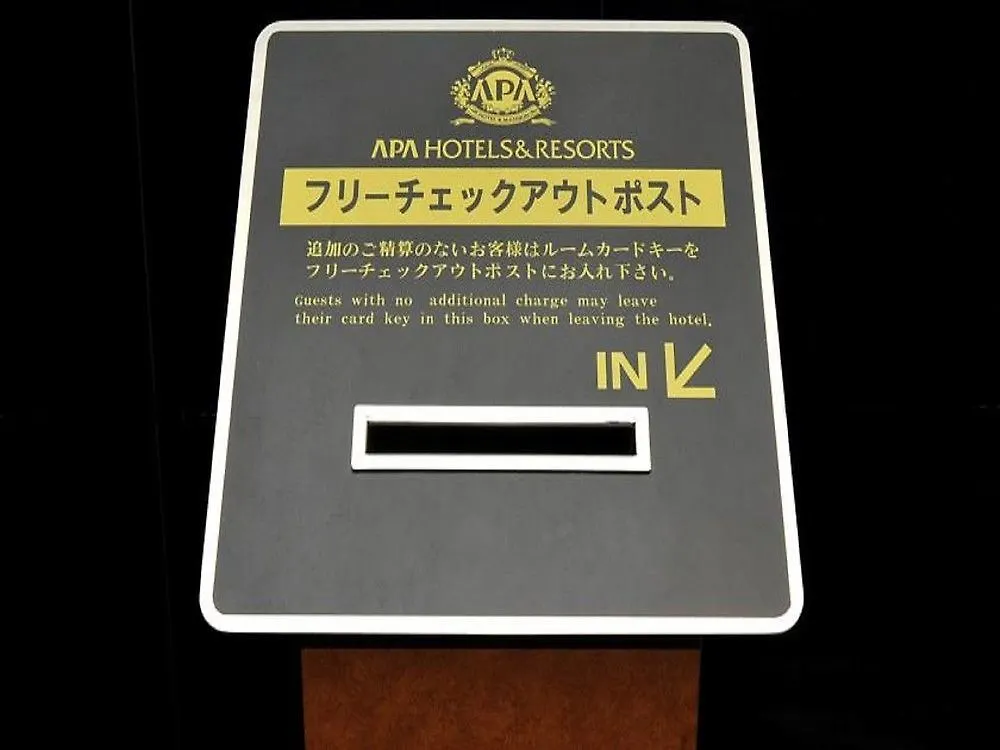 APA
APA HOTELS&RESORTS
フリーチェックアウトポスト
追加のご精算のないお客様はルームカードキーを
フリーチェックアウトポストにお入れ下さい。
Guests with no additional charge may leave
their card key in this box when leaving the hotel.
IN